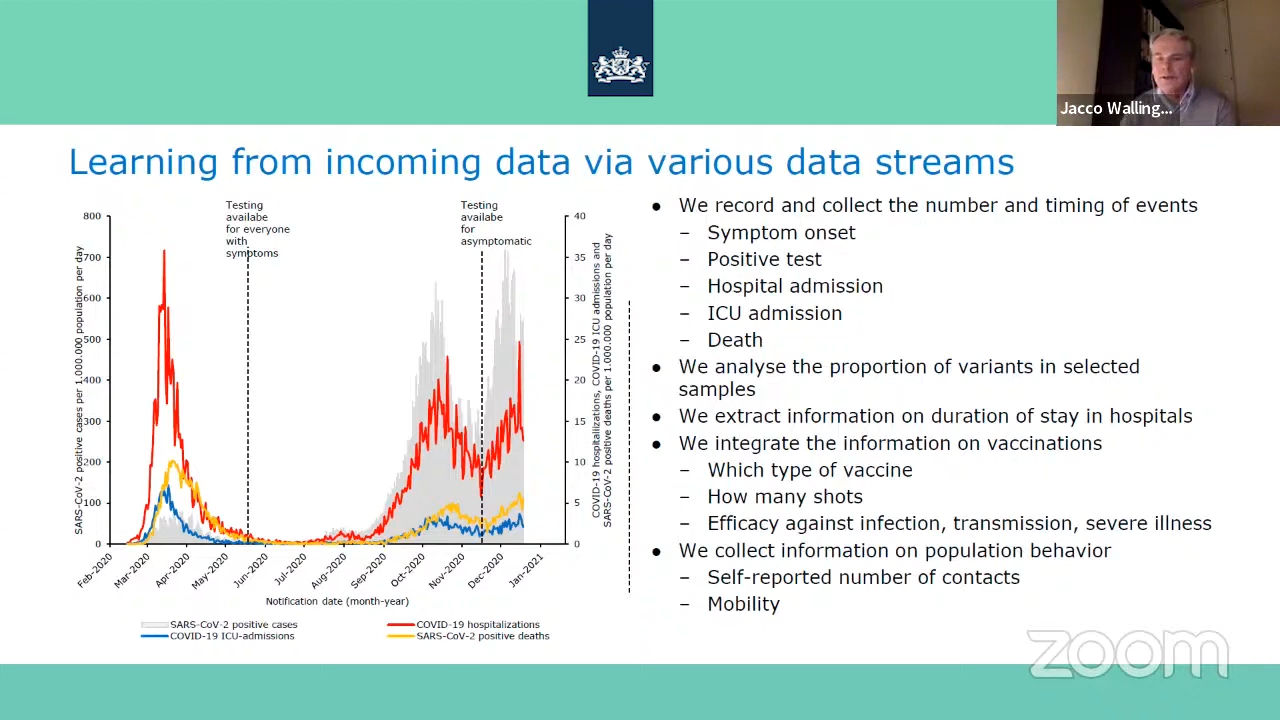 Jacco Walling...
Learning from incoming data via various data streams
Testing
availabe
for everyone
with
symptoms
Testing
availabe
for
asymptomatic
800
700
600
500
400
300
200
100
0
40
35
30
25
20
15
10
5
0
SARS-CoV-2 positive cases per 1,000,000 population per day
COVID-19 hospitalizations, COVID-19 ICU admissions and
SARS-CoV-2 positive deaths per 1.000.000 population per day
Feb-2020
Mar-2020
Apr-2020
May-2020
Jun-2020
Jul-2020
Aug-2020
Sep-2020
Oct-2020
Nov-2020
Dec-2020
Jan-2021
Notification date (month-year)
SARS-CoV-2 positive cases
COVID-19 hospitalizations
COVID-19 ICU-admissions
SARS-CoV-2 positive deaths
● We record and collect the number and timing of events
– Symptom onset
– Positive test
– Hospital admission
– ICU admission
– Death
● We analyse the proportion of variants in selected
samples
● We extract information on duration of stay in hospitals
● We integrate the information on vaccinations
– Which type of vaccine
– How many shots
– Efficacy against infection, transmission, severe illness
● We collect information on population behavior
– Self-reported number of contacts
– Mobility
zoom